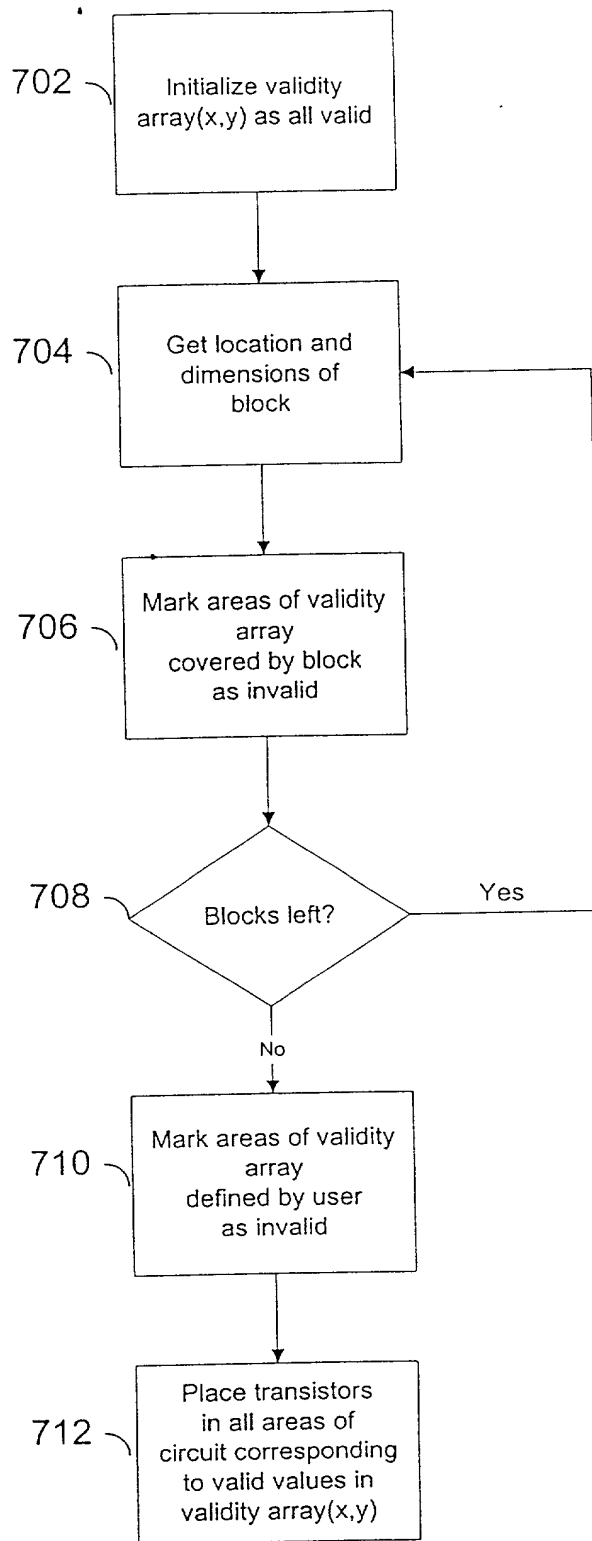 702
Initialize validity
array(x,y) as all valid
704
Get location and
dimensions of
block
706
Mark areas of validity
array
covered by block
as invalid
708
Blocks left?
Yes
No
710
Mark areas of validity
array
defined by user
as invalid
712
Place transistors
in all areas of
circuit corresponding
to valid values in
validity array(x,y)